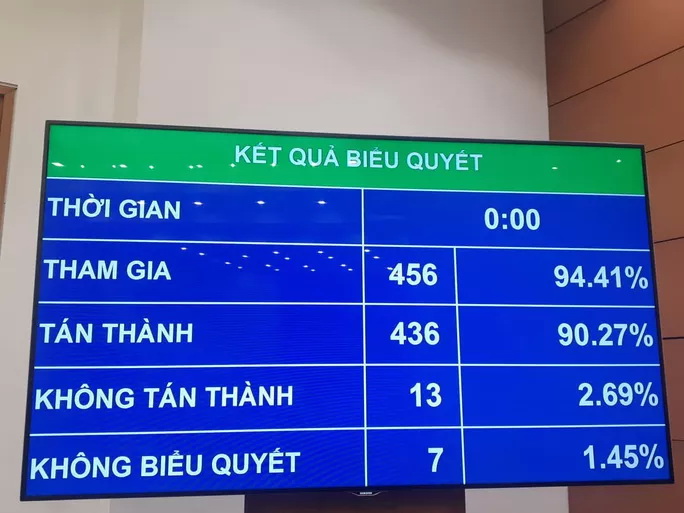 KẾT QUẢ BIỂU QUYẾT
THỜI GIAN 0:00
THAM GIA 456 94.41%
TÁN THÀNH 436 90.27%
KHÔNG TÁN THÀNH 13 2.69%
KHÔNG BIỂU QUYẾT 7 1.45%
SAMSUNG